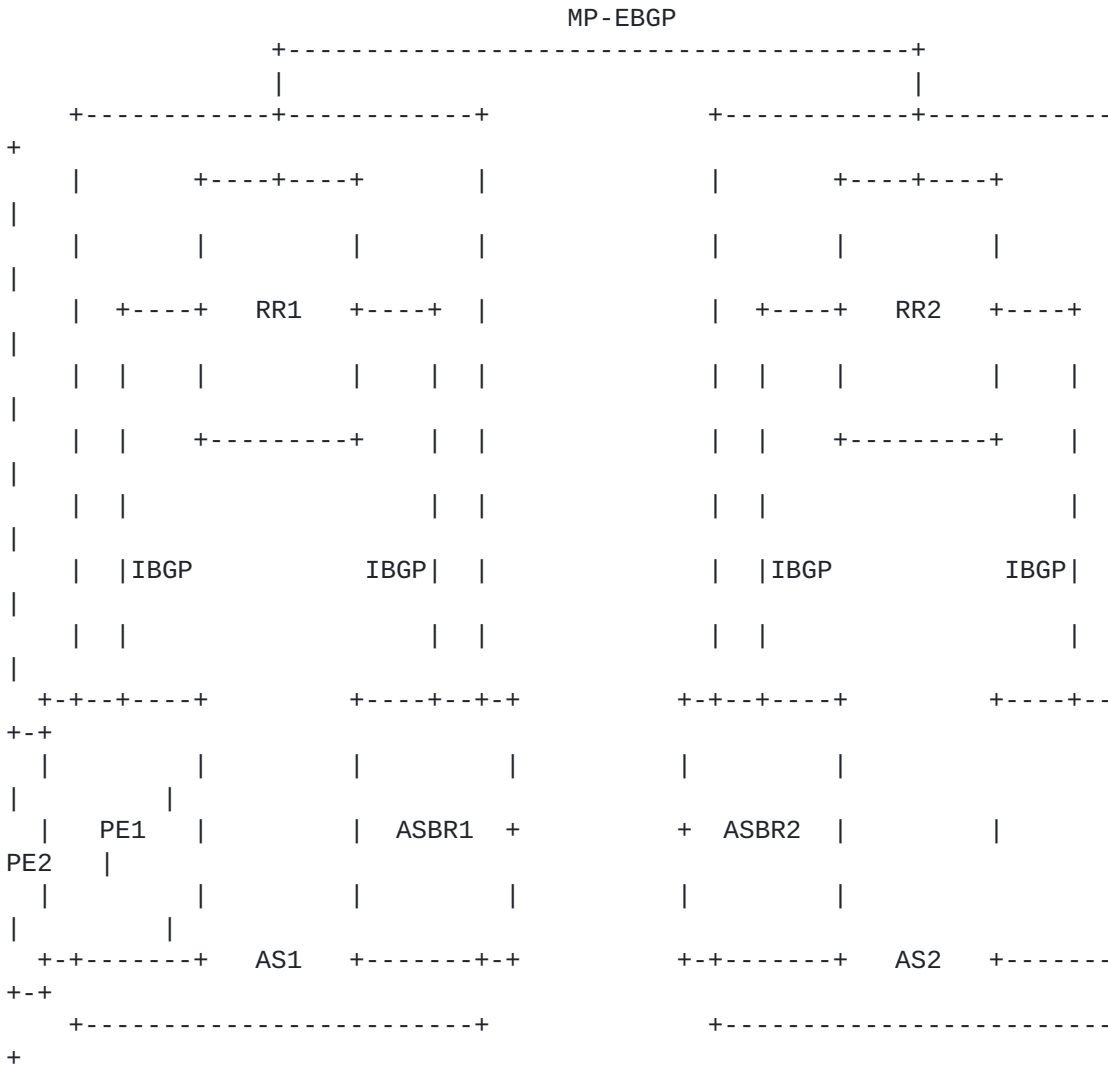 MP-EBGP
+----------------------------------------+
|                                         |
+------------+------------+               +------------+------------
+
|       +----+----+       |               |       +----+----+
|
|       |         |       |               |       |         |
|
|  +----+   RR1   +----+  |               |  +----+   RR2   +----+
|
|  |    |         |    |  |               |  |    |         |    |
|
|  |    +---------+    |  |               |  |    +---------+    |
|
|  |                   |  |               |  |                   |
|
|  |IBGP           IBGP|  |               |  |IBGP           IBGP|
|
|  |                   |  |               |  |                   |
|
+-+--+----+         +----+--+-+          +-+--+----+         +----+--
+-+
|         |         |         |          |         |
|         |
|   PE1   |         |  ASBR1  +          +  ASBR2  |         |
PE2   |
|         |         |         |          |         |
|         |
+-+-------+   AS1   +-------+-+          +-+-------+   AS2   +-------
+-+
+-------------------------+              +-------------------------
+